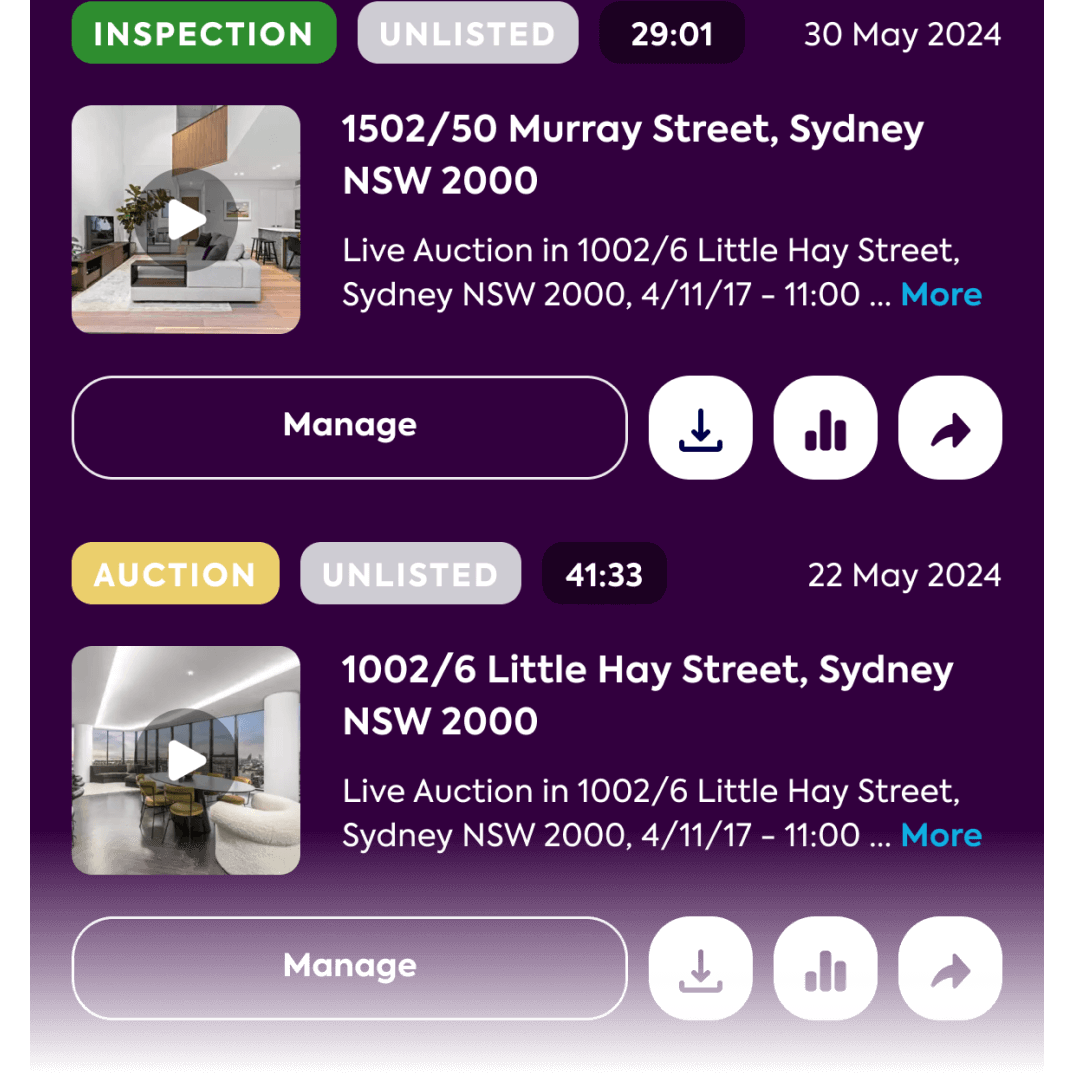 INSPECTION UNLISTED 29:01 30 May 2024
1502/50 Murray Street, Sydney
NSW 2000
Live Auction in 1002/6 Little Hay Street,
Sydney NSW 2000, 4/11/17 - 11:00 ... More
Manage
AUCTION UNLISTED 41:33 22 May 2024
1002/6 Little Hay Street, Sydney
NSW 2000
Live Auction in 1002/6 Little Hay Street,
Sydney NSW 2000, 4/11/17 - 11:00 ... More
Manage